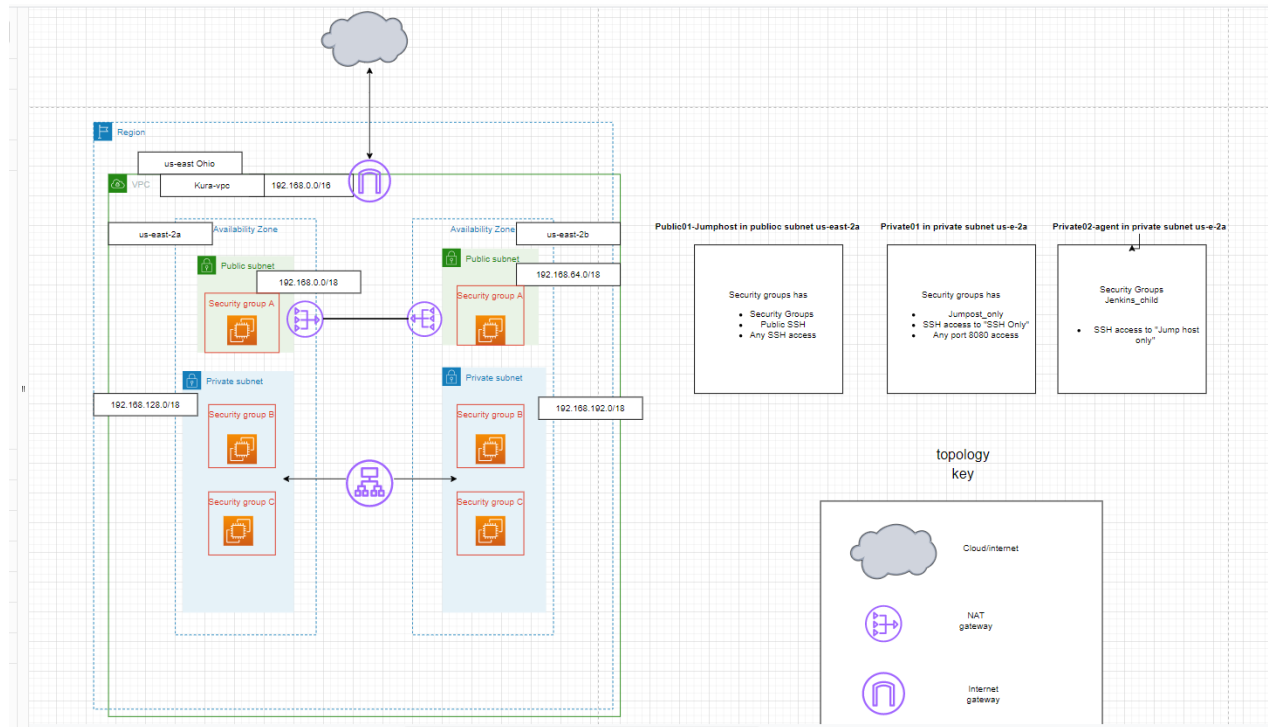 Region
us-east Ohio
VPC
Kura-vpc
192.168.0.0/16
us-east-2a
Availability Zone
Availability Zone
us-east-2b
Public subnet
192.168.0.0/18
Public subnet
192.168.64.0/18
Security group A
Security group A
Private subnet
Private subnet
192.168.128.0/18
192.168.192.0/18
Security group B
Security group B
Security group C
Security group C
Public01-Jumphost in publioc subnet us-east-2a
Security groups has
• Security Groups
• Public SSH
• Any SSH access
Private01 in private subnet us-e-2a
Security groups has
• Jumpost_only
• SSH access to "SSH Only"
• Any port 8080 access
Private02-agent in private subnet us-e-2a
Security Groups
Jenkins_child
• SSH access to "Jump host
only"
topology
key
Cloud/internet
NAT
gateway
Internet
gateway